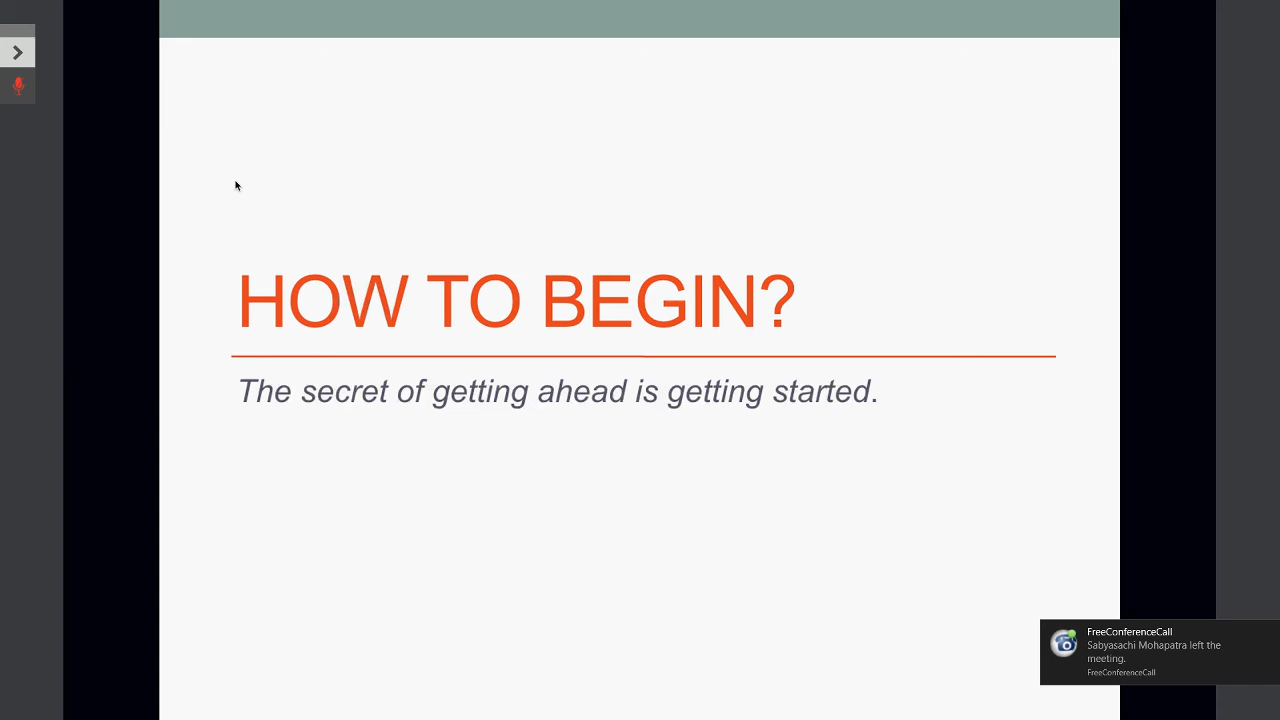 HOW TO BEGIN?
The secret of getting ahead is getting started.
FreeConferenceCall
Sabyasachi Mohapatra left the
meeting.
FreeConferenceCall